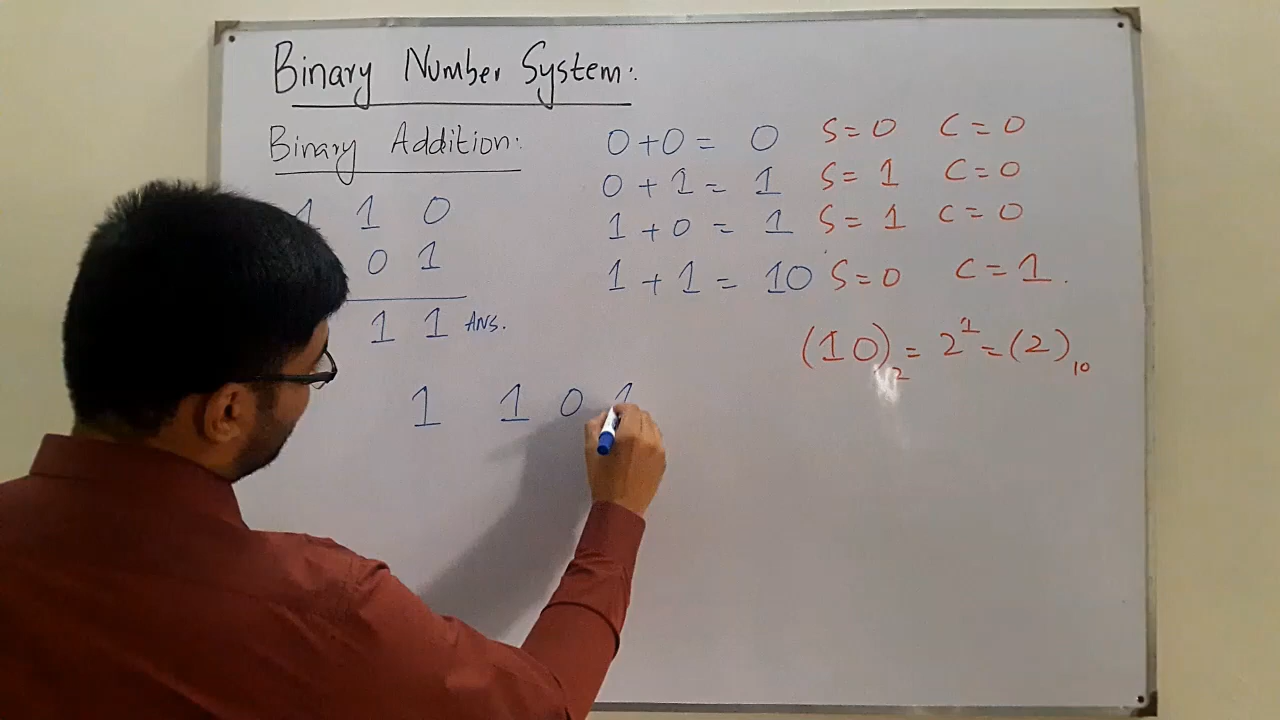 Binary Number System:
Binary Addition:
1 1 0
0 1
1 1 Ans.
1 1 0 1
0 + 0 = 0 S = 0 C = 0
0 + 1 = 1 S = 1 C = 0
1 + 0 = 1 S = 1 C = 0
1 + 1 = 10 S = 0 C = 1.
(10)₂ = 2¹ = (2)₁₀